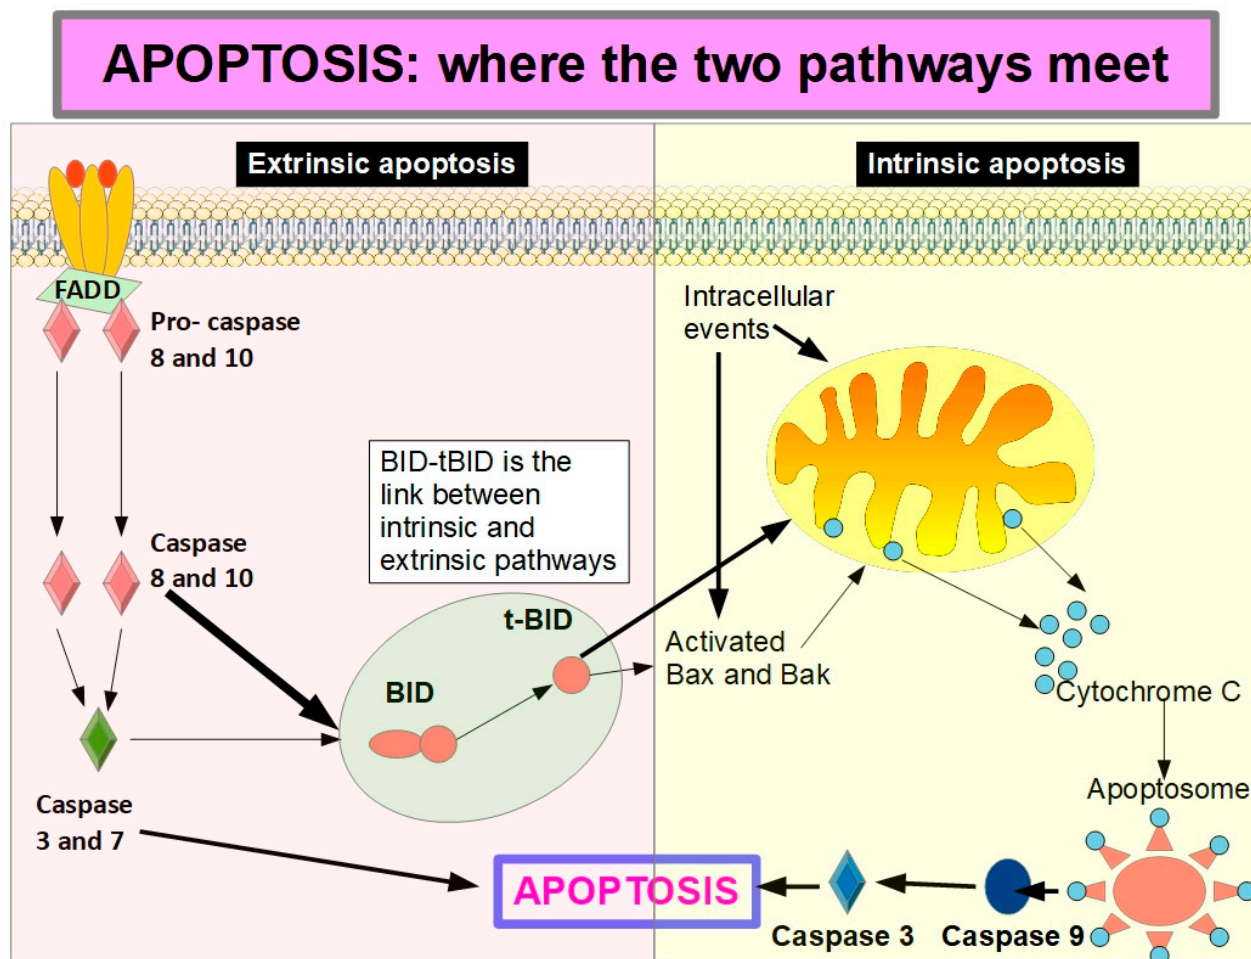 APOPTOSIS: where the two pathways meet
Extrinsic apoptosis
Intrinsic apoptosis
FADD
Pro- caspase
8 and 10
Intracellular
events
BID-tBID is the
link between
intrinsic and
extrinsic pathways
Caspase
8 and 10
t-BID
BID
Activated
Bax and Bak
Cytochrome C
Caspase
3 and 7
Apoptosome
APOPTOSIS
Caspase 3
Caspase 9